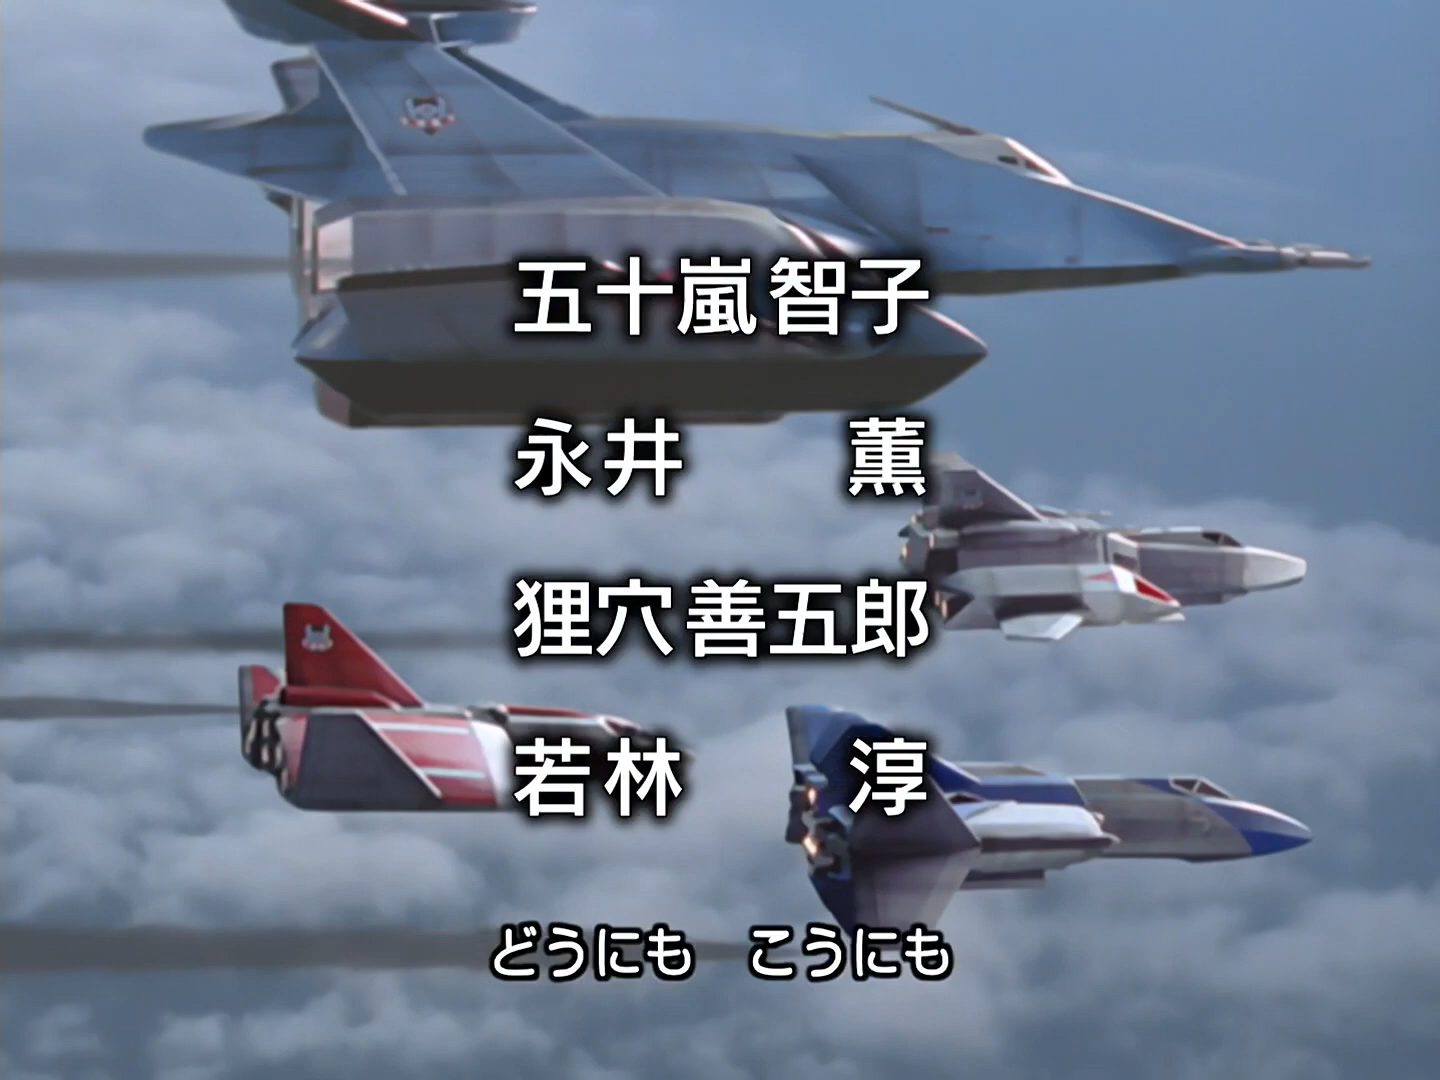 五十嵐智子
永井 薫
狸穴善五郎
若林 淳
どうにも こうにも